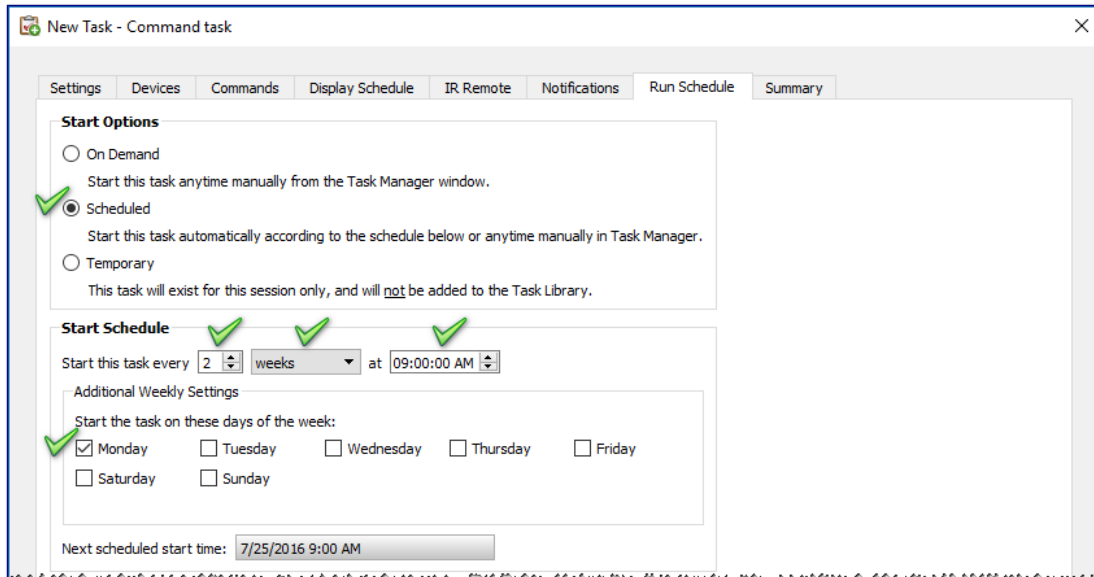 New Task - Command task
Settings Devices Commands Display Schedule IR Remote Notifications Run Schedule Summary
Start Options
On Demand
Start this task anytime manually from the Task Manager window.
Scheduled
Start this task automatically according to the schedule below or anytime manually in Task Manager.
Temporary
This task will exist for this session only, and will not be added to the Task Library.
Start Schedule
Start this task every 2 weeks at 09:00:00 AM
Additional Weekly Settings
Start the task on these days of the week:
Monday Tuesday Wednesday Thursday Friday
Saturday Sunday
Next scheduled start time: 7/25/2016 9:00 AM